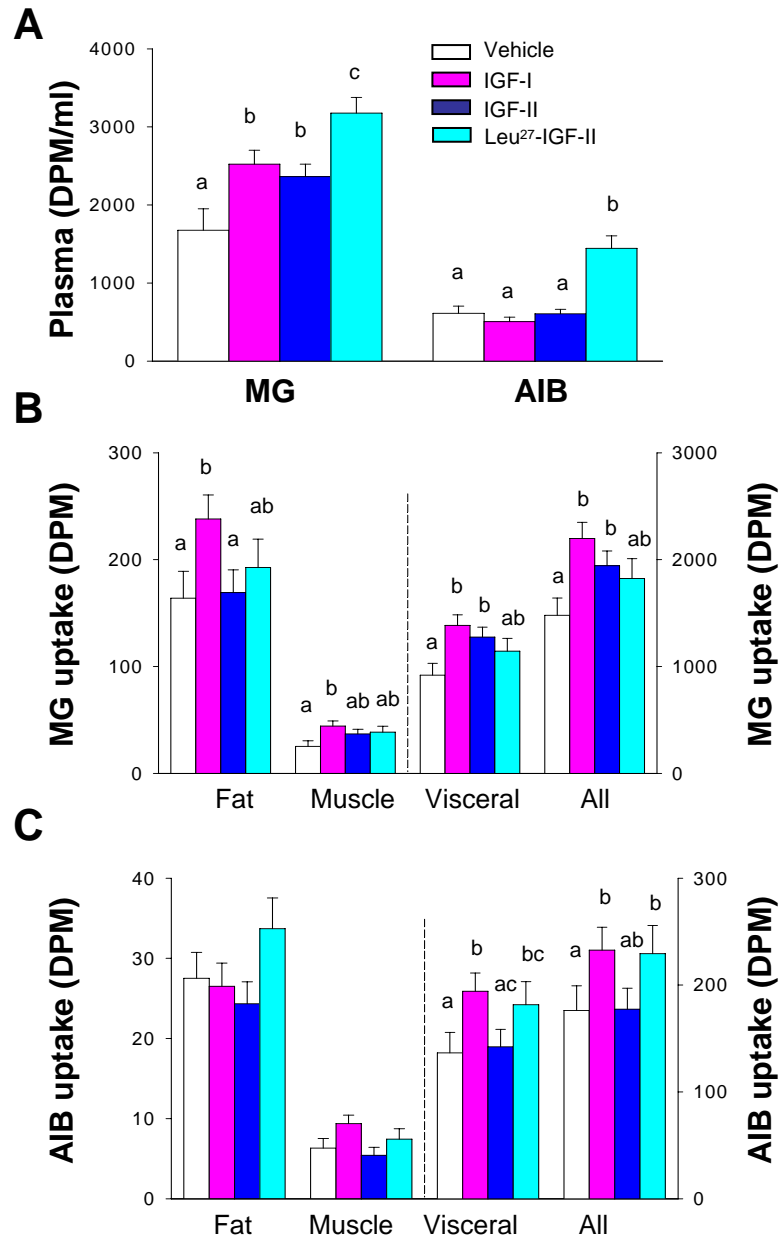 A
Plasma (DPM/ml)
4000
3000
2000
1000
0
Vehicle
IGF-I
IGF-II
Leu²⁷-IGF-II
a
b
b
c
a
a
a
b
MG
AIB
B
MG uptake (DPM)
300
200
100
0
a
b
a
ab
a
b
ab
ab
a
b
b
ab
a
b
b
ab
3000
2000
1000
0
MG uptake (DPM)
Fat
Muscle
Visceral
All
C
AIB uptake (DPM)
40
30
20
10
0
a
b
ac
bc
a
b
ab
b
300
200
100
0
AIB uptake (DPM)
Fat
Muscle
Visceral
All